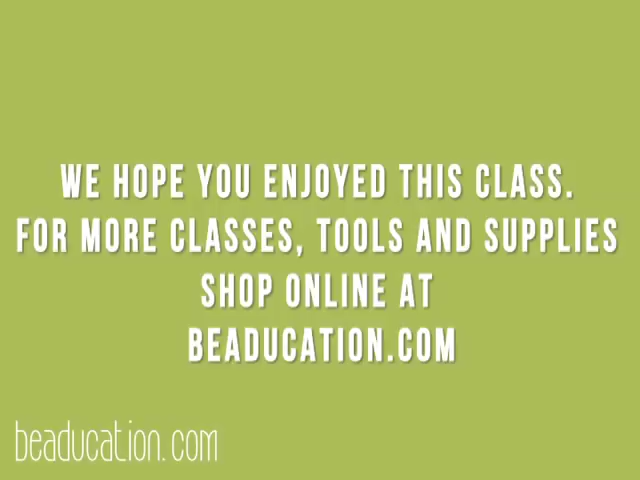 WE HOPE YOU ENJOYED THIS CLASS.
FOR MORE CLASSES, TOOLS AND SUPPLIES
SHOP ONLINE AT
BEADUCATION.COM
beaducation.com